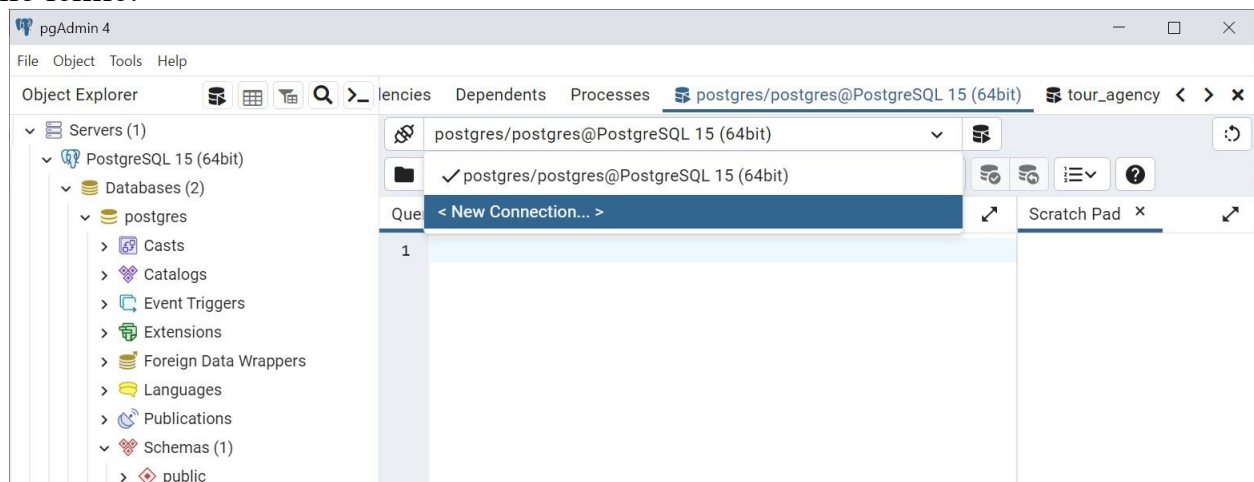 pgAdmin 4
File Object Tools Help
Object Explorer
Servers (1)
PostgreSQL 15 (64bit)
Databases (2)
postgres
Casts
Catalogs
Event Triggers
Extensions
Foreign Data Wrappers
Languages
Publications
Schemas (1)
public
lencies Dependents Processes postgres/postgres@PostgreSQL 15 (64bit) tour_agency
postgres/postgres@PostgreSQL 15 (64bit)
postgres/postgres@PostgreSQL 15 (64bit)
< New Connection... >
Que
Scratch Pad
1